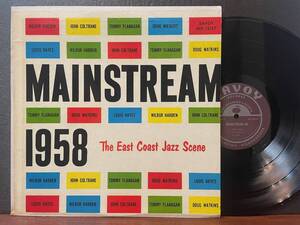 WILBUR HARDEN JOHN COLTRANE TOMMY FLANAGAN DOUG WATKINS SAVOY
LOUIS HAYES WILBUR HARDEN JOHN COLTRANE TOMMY FLANAGAN DOUG WATKINS
MAINSTREAM
TOMMY FLANAGAN DOUG WATKINS LOUIS HAYES WILBUR HARDEN JOHN COLTRANE
1958 The East Coast Jazz Scene
WILBUR HARDEN JOHN COLTRANE TOMMY FLANAGAN LOUIS HAYES DOUG WATKINS
LOUIS HAYES WILBUR HARDEN JOHN COLTRANE TOMMY FLANAGAN DOUG WATKINS
SAVOY